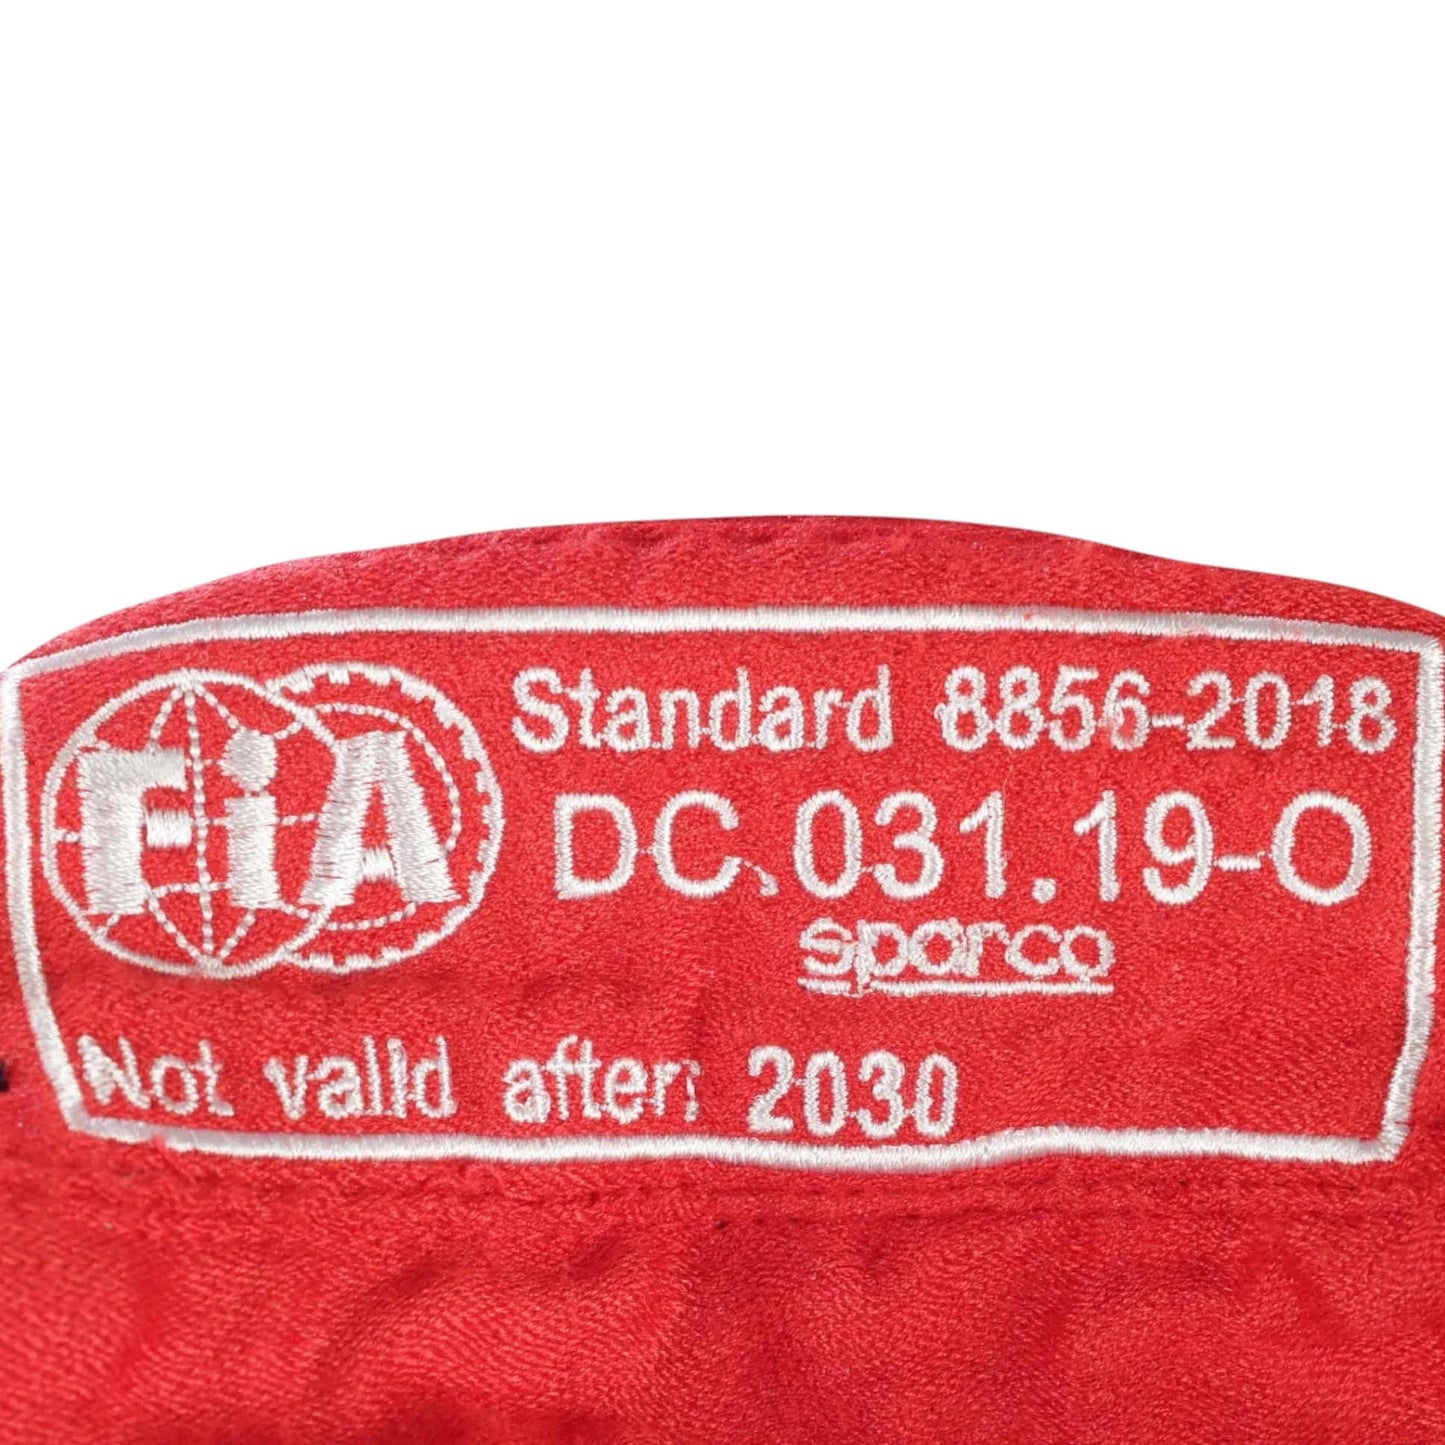 FiA
Standard 8856-2018
DC.031.19-O
sparco
Not valid after: 2030